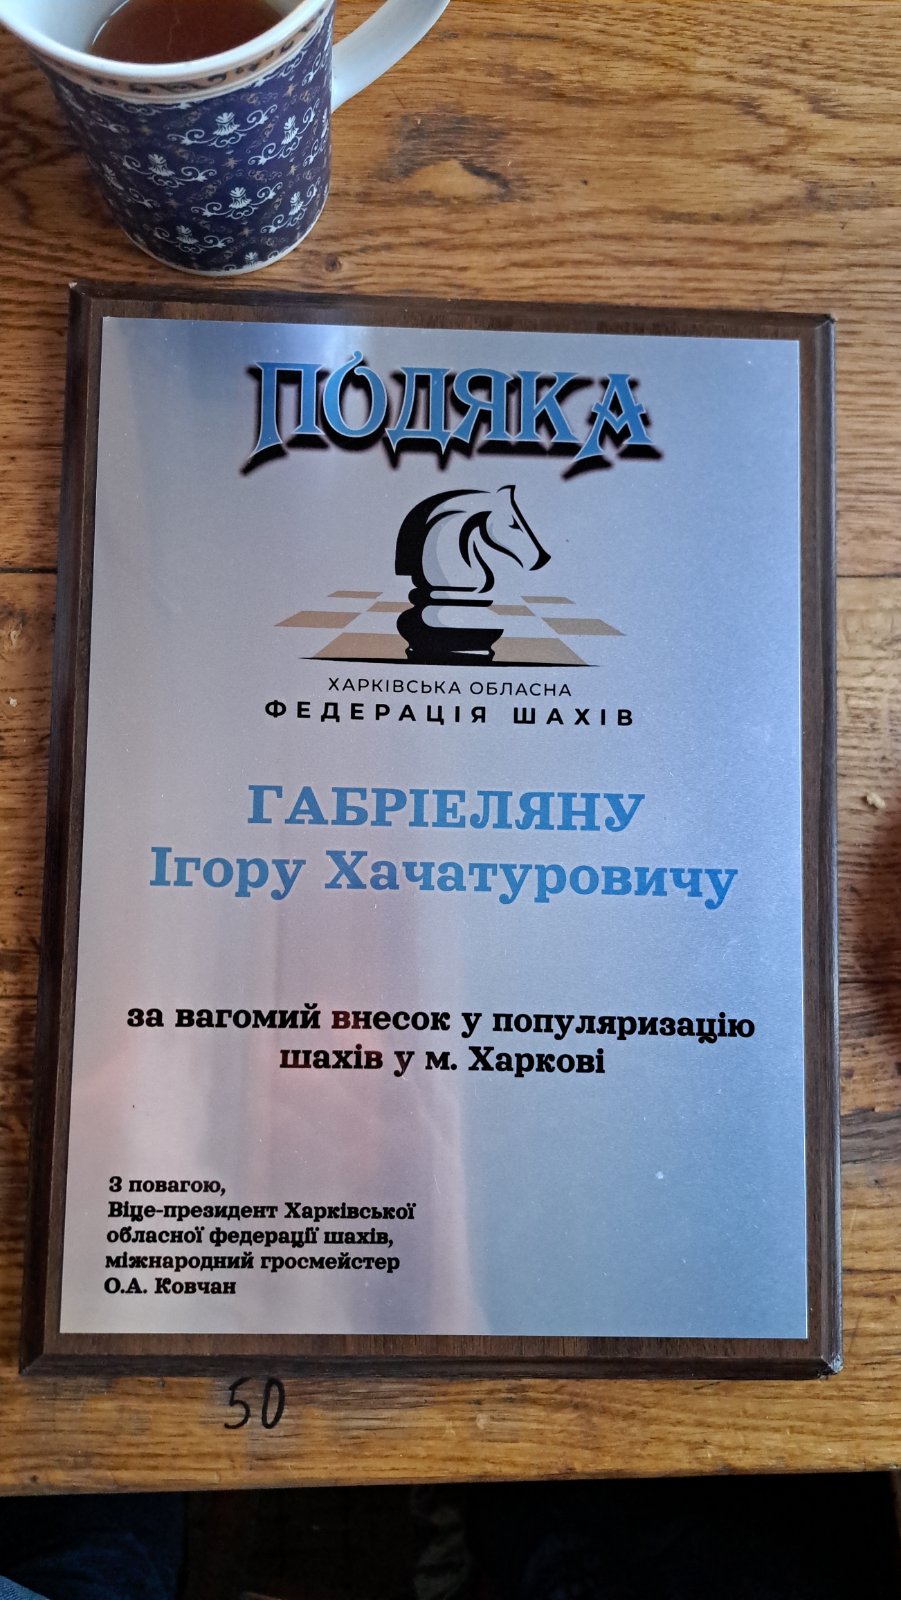 ПОДЯКА
ХАРКІВСЬКА ОБЛАСНА
ФЕДЕРАЦІЯ ШАХІВ
ГАБРІЕЛЯНУ
Ігору Хачатуровичу
за вагомий внесок у популяризацію
шахів у м. Харкові
З повагою,
Віце-президент Харківської
обласної федерації шахів,
міжнародний гросмейстер
О.А. Ковчан
50